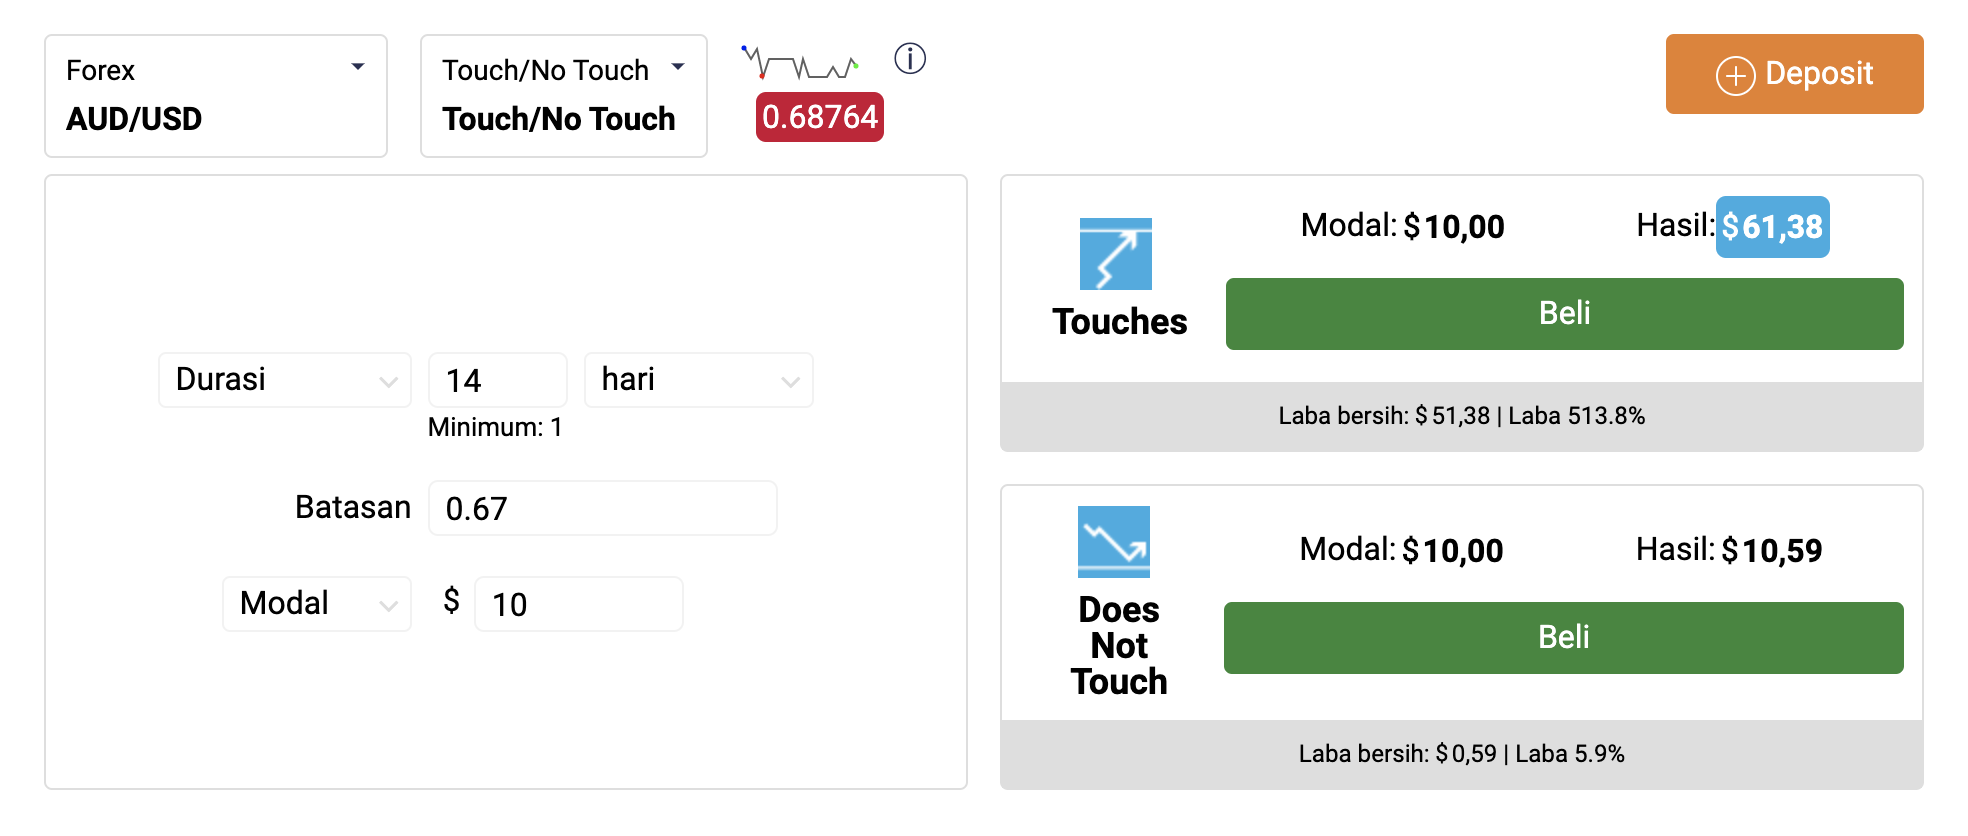 Forex
AUD/USD
Touch/No Touch
Touch/No Touch
0.68764
Deposit
Durasi 14 hari
Minimum: 1
Batasan 0.67
Modal $ 10
Touches
Modal: $10,00 Hasil: $61,38
Beli
Laba bersih: $51,38 | Laba 513.8%
Does
Not
Touch
Modal: $10,00 Hasil: $10,59
Beli
Laba bersih: $0,59 | Laba 5.9%